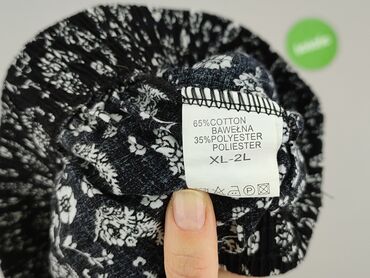 65%COTTON
BAWEŁNA
35%POLYESTER
POLIESTER
XL-2L